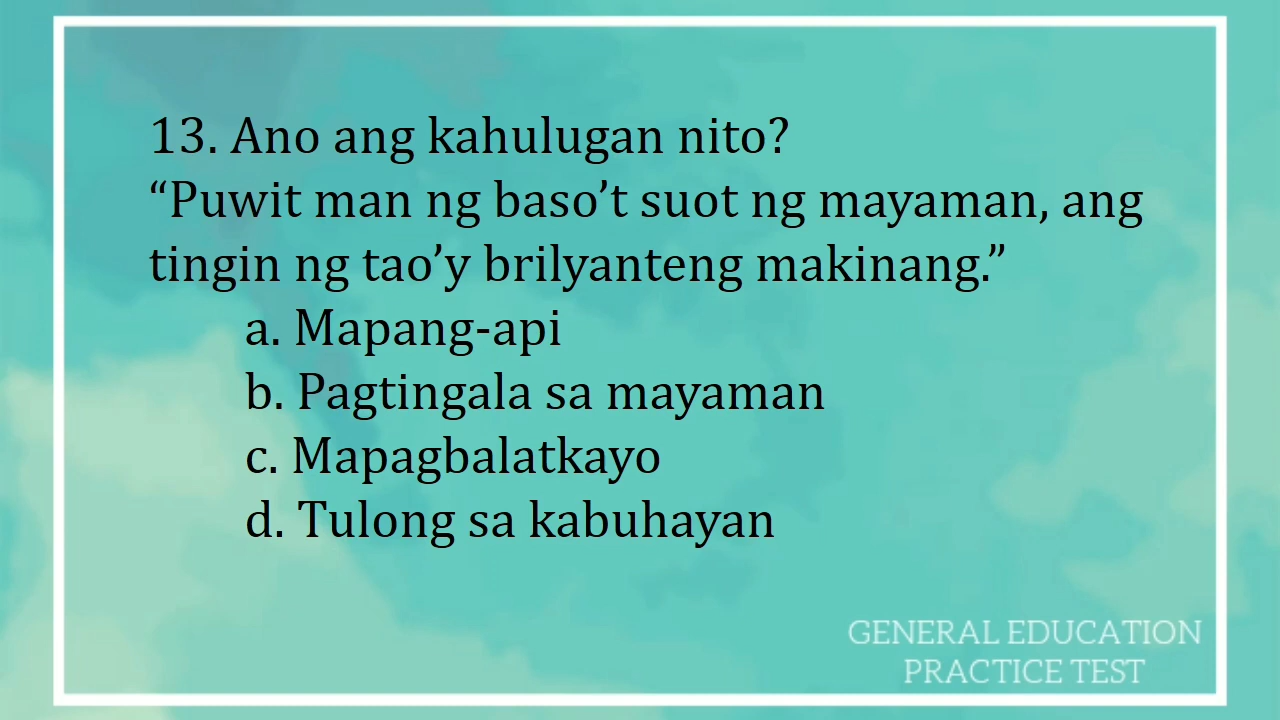 13. Ano ang kahulugan nito?
“Puwit man ng baso’t suot ng mayaman, ang
tingin ng tao’y brilyanteng makinang.”
a. Mapang-api
b. Pagtingala sa mayaman
c. Mapagbalatkayo
d. Tulong sa kabuhayan
GENERAL EDUCATION
PRACTICE TEST